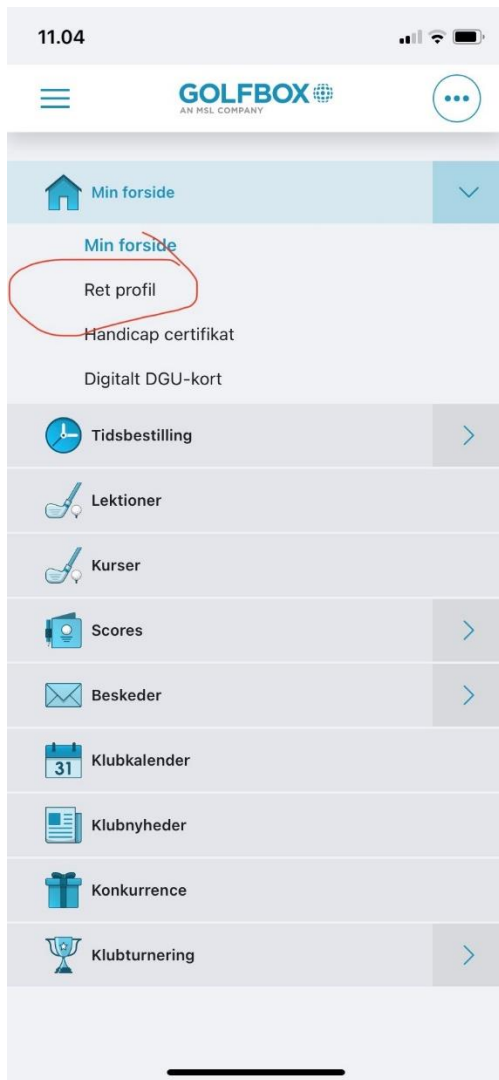 11.04
GOLFBOX
AN MSL COMPANY
Min forside
Min forside
Ret profil
Handicap certifikat
Digitalt DGU-kort
Tidsbestilling
Lektioner
Kurser
Scores
Beskeder
31
Klubkalender
Klubnyheder
Konkurrence
Klubturnering